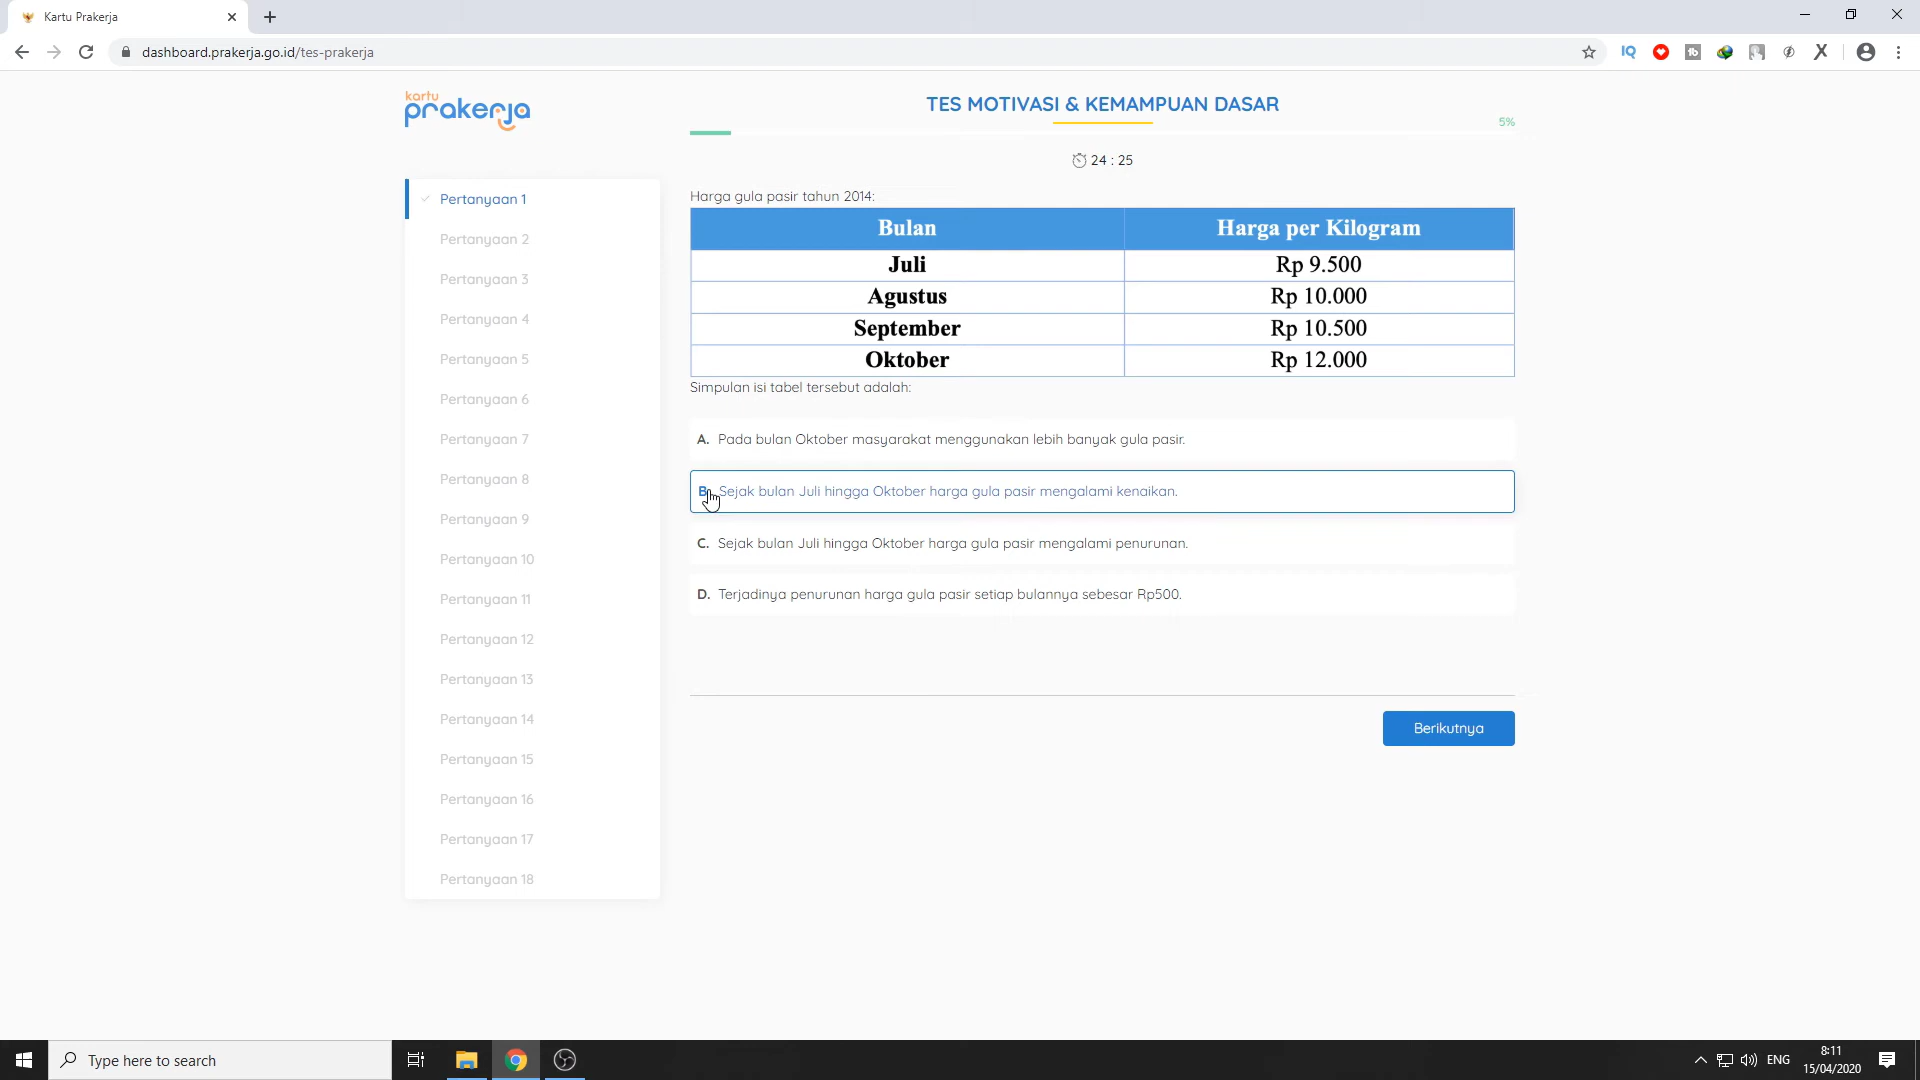 Kartu Prakerja
dashboard.prakerja.go.id/tes-prakerja
kartu
prakerja
TES MOTIVASI & KEMAMPUAN DASAR
5%
24 : 25
Pertanyaan 1
Pertanyaan 2
Pertanyaan 3
Pertanyaan 4
Pertanyaan 5
Pertanyaan 6
Pertanyaan 7
Pertanyaan 8
Pertanyaan 9
Pertanyaan 10
Pertanyaan 11
Pertanyaan 12
Pertanyaan 13
Pertanyaan 14
Pertanyaan 15
Pertanyaan 16
Pertanyaan 17
Pertanyaan 18
Harga gula pasir tahun 2014:
Bulan Harga per Kilogram
Juli Rp 9.500
Agustus Rp 10.000
September Rp 10.500
Oktober Rp 12.000
Simpulan isi tabel tersebut adalah:
A. Pada bulan Oktober masyarakat menggunakan lebih banyak gula pasir.
B. Sejak bulan Juli hingga Oktober harga gula pasir mengalami kenaikan.
C. Sejak bulan Juli hingga Oktober harga gula pasir mengalami penurunan.
D. Terjadinya penurunan harga gula pasir setiap bulannya sebesar Rp500.
Berikutnya
Type here to search
ENG
8:11
15/04/2020